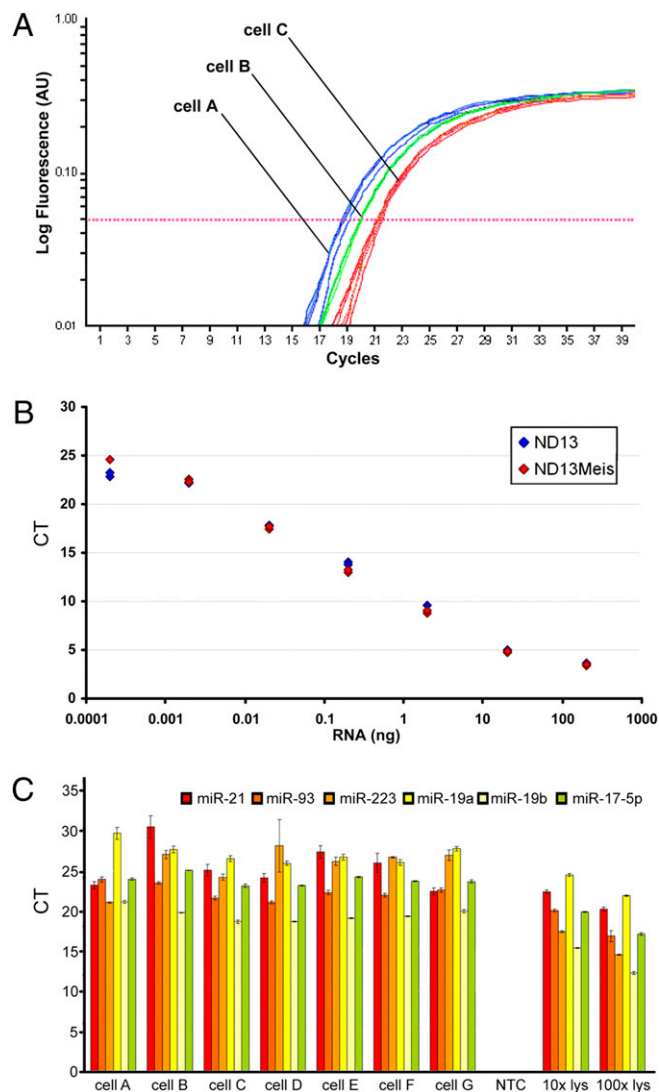 A
Log Fluorescence (AU)
1.00
0.10
0.01
cell A
cell B
cell C
1 3 5 7 9 11 13 15 17 19 21 23 25 27 29 31 33 35 37 39
Cycles
B
CT
30
25
20
15
10
5
0
ND13
ND13Meis
0.0001 0.001 0.01 0.1 1 10 100 1000
RNA (ng)
C
CT
35
30
25
20
15
10
5
0
miR-21 miR-93 miR-223 miR-19a miR-19b miR-17-5p
cell A cell B cell C cell D cell E cell F cell G NTC 10x lys 100x lys